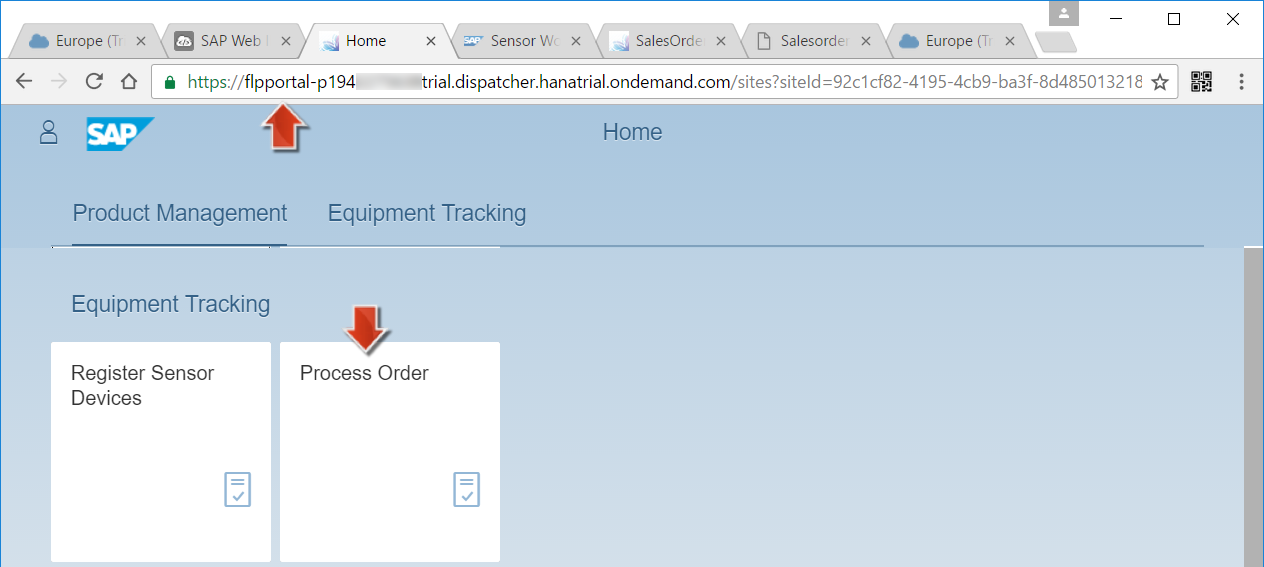 Europe (Tr
SAP Web
Home
Sensor Wo
SalesOrde
Salesorder
Europe (Tr
https://flpportal-p194 trial.dispatcher.hanatrial.ondemand.com/sites?siteId=92c1cf82-4195-4cb9-ba3f-8d485013218
SAP
Home
Product Management Equipment Tracking
Equipment Tracking
Register Sensor
Devices
Process Order